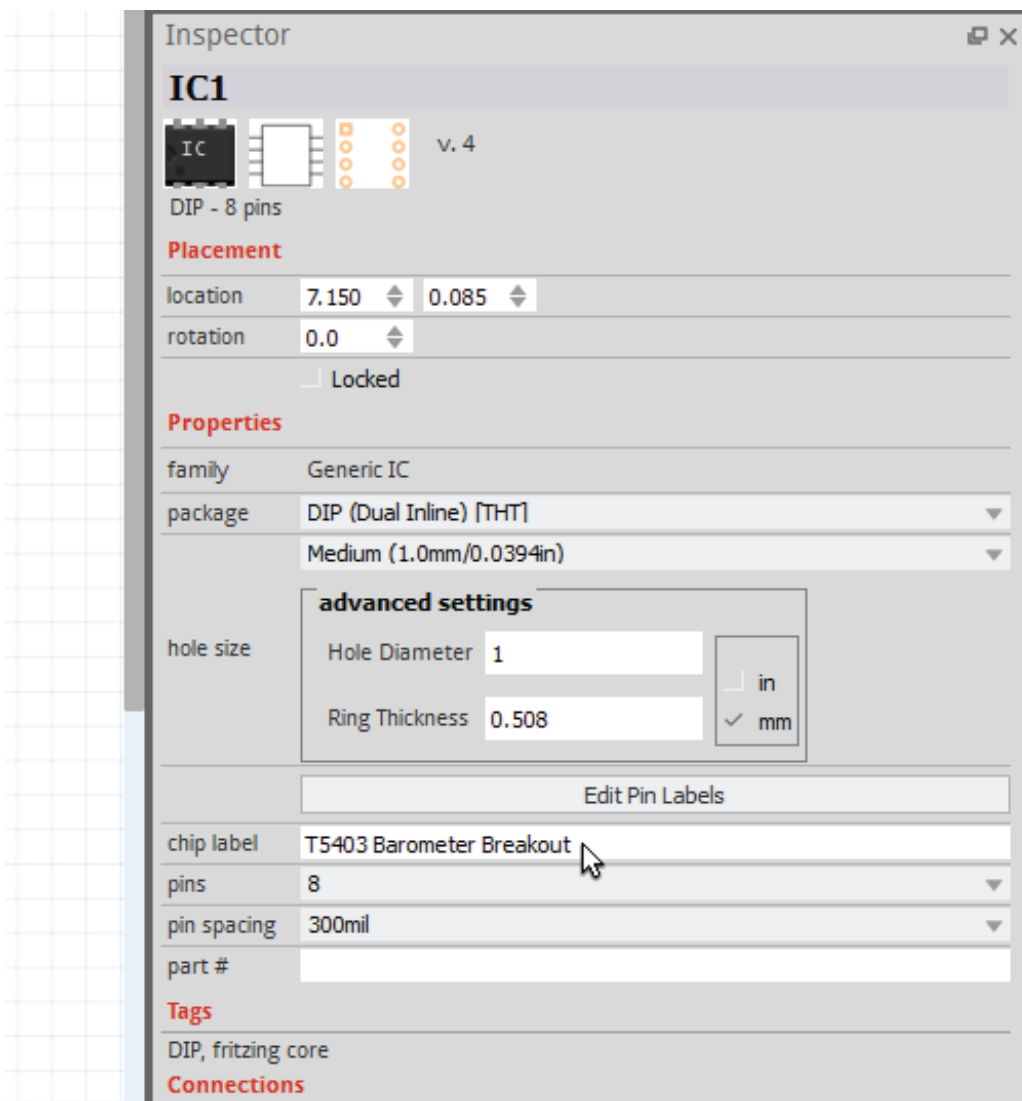 Inspector
IC1
IC
v. 4
DIP - 8 pins
Placement
location 7.150 0.085
rotation 0.0
Locked
Properties
family Generic IC
package DIP (Dual Inline) [THT]
Medium (1.0mm/0.0394in)
advanced settings
hole size Hole Diameter 1
in
Ring Thickness 0.508
mm
Edit Pin Labels
chip label T5403 Barometer Breakout
pins 8
pin spacing 300mil
part #
Tags
DIP, fritzing core
Connections